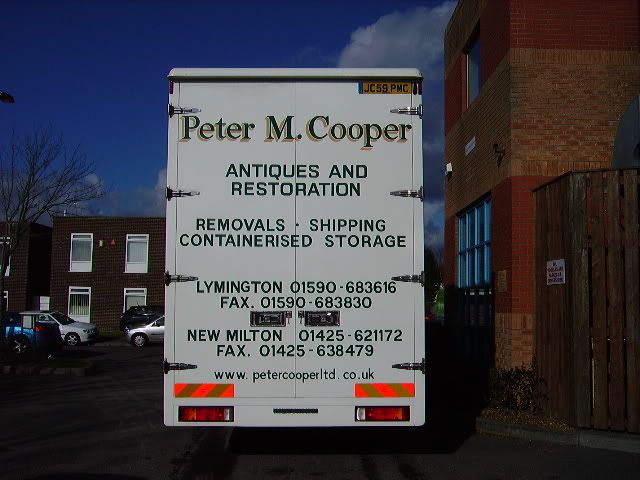 JC59 PMC
Peter M. Cooper
ANTIQUES AND
RESTORATION
REMOVALS · SHIPPING
CONTAINERISED STORAGE
LYMINGTON 01590-683616
FAX. 01590-683830
NEW MILTON 01425-621172
FAX. 01425-638479
www.petercooperltd.co.uk